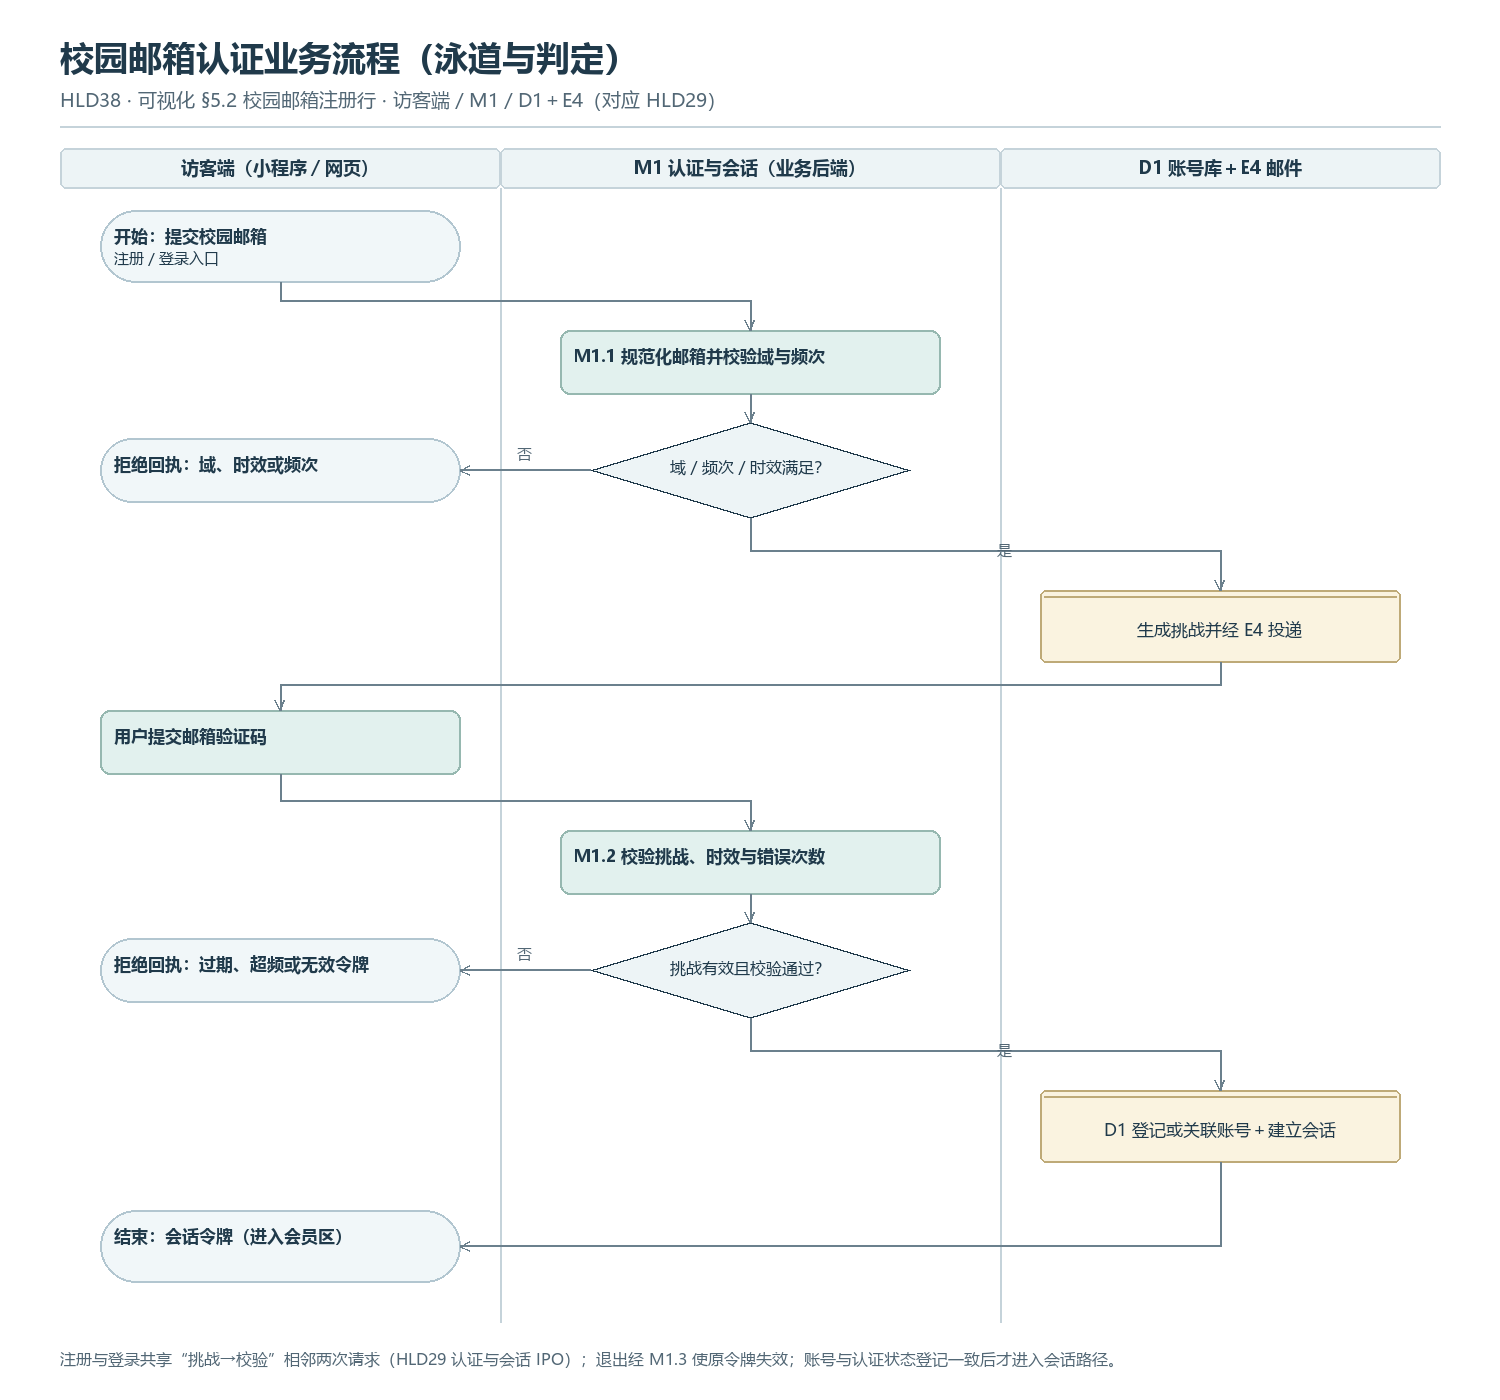 校园邮箱认证业务流程（泳道与判定）
HLD38 · 可视化 §5.2 校园邮箱注册行 · 访客端 / M1 / D1 + E4（对应 HLD29）
访客端（小程序 / 网页）
M1 认证与会话（业务后端）
D1 账号库 + E4 邮件
开始：提交校园邮箱
注册 / 登录入口
M1.1 规范化邮箱并校验域与频次
拒绝回执：域、时效或频次
否
域 / 频次 / 时效满足？
是
生成挑战并经 E4 投递
用户提交邮箱验证码
M1.2 校验挑战、时效与错误次数
拒绝回执：过期、超频或无效令牌
否
挑战有效且校验通过？
是
D1 登记或关联账号 + 建立会话
结束：会话令牌（进入会员区）
注册与登录共享“挑战→校验”相邻两次请求（HLD29 认证与会话 IPO）；退出经 M1.3 使原令牌失效；账号与认证状态登记一致后才进入会话路径。